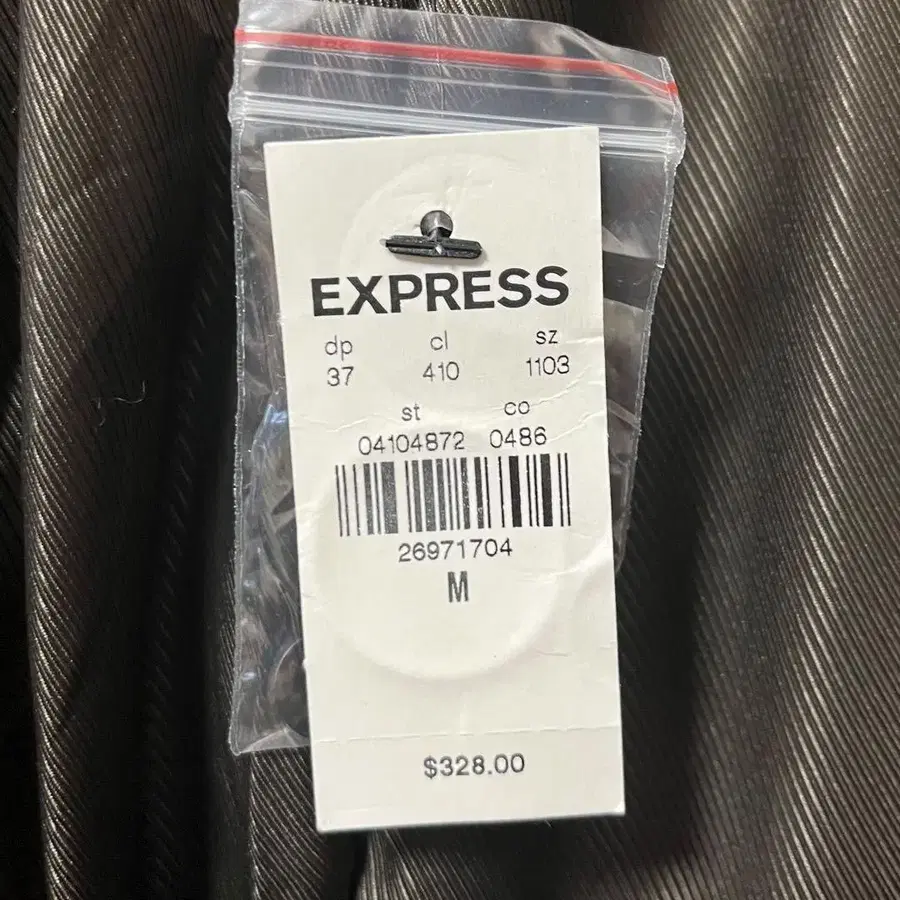 EXPRESS
dp cl sz
37 410 1103
st co
04104872 0486
26971704
M
$328.00